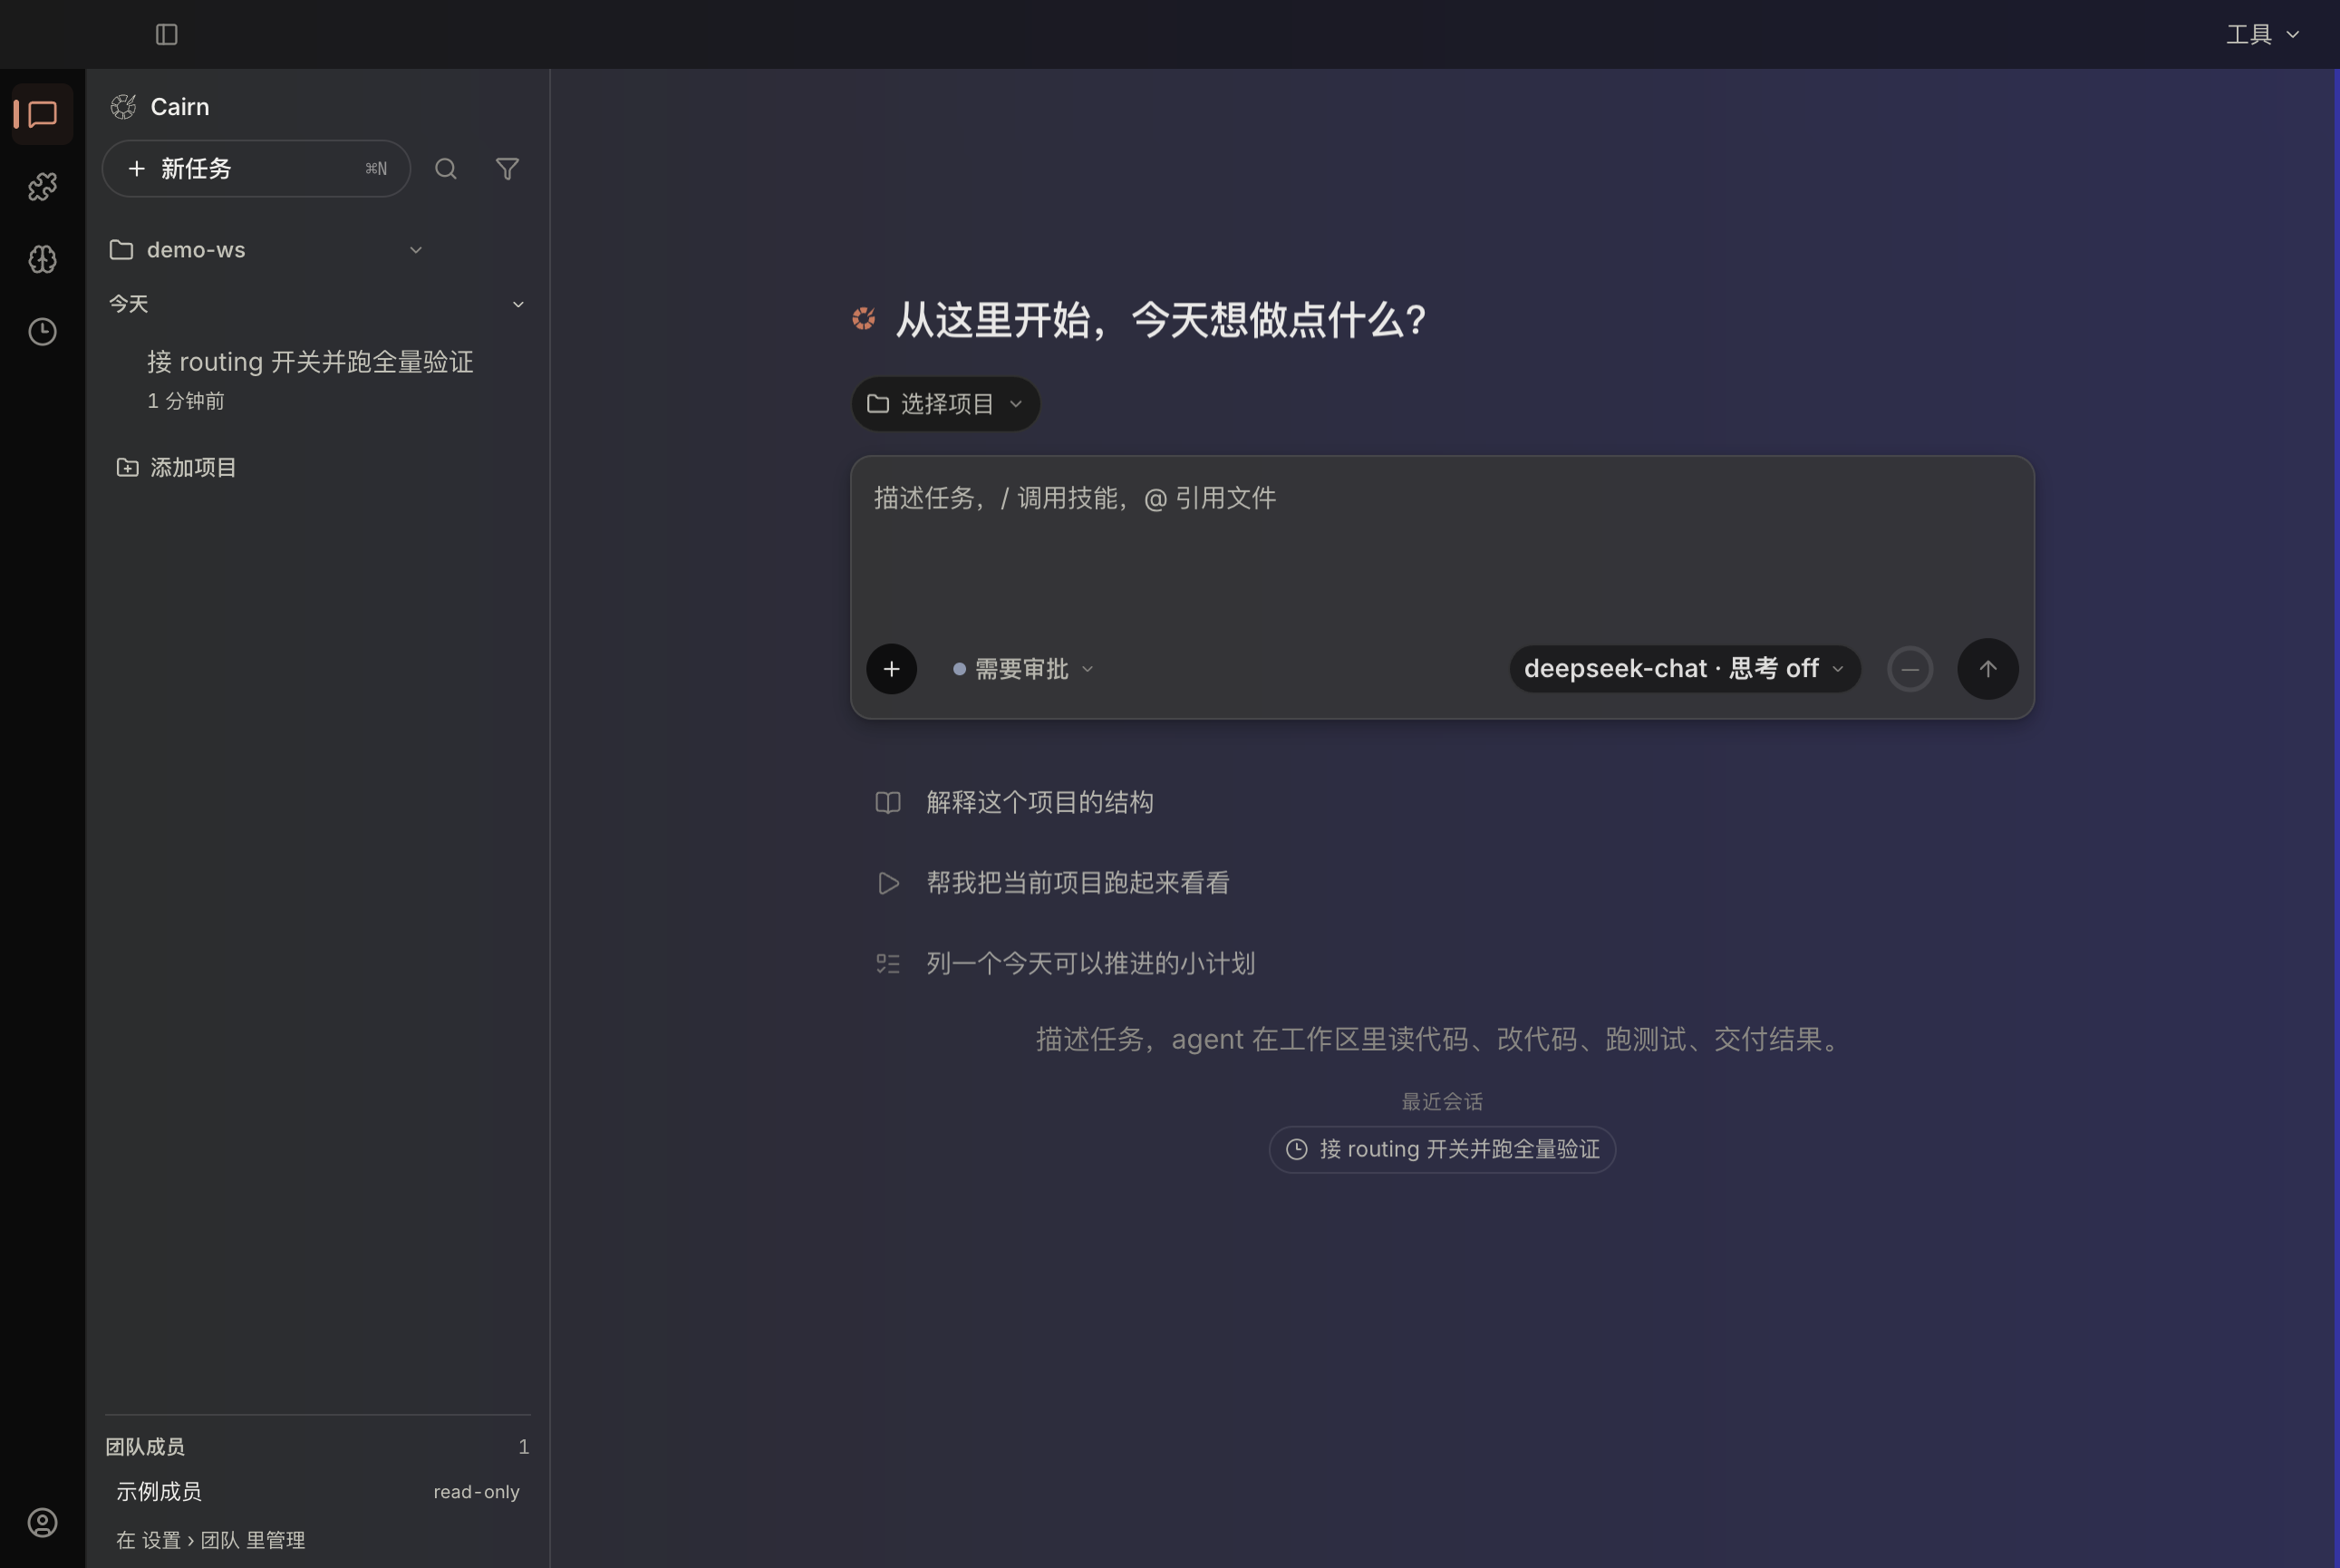 工具
Cairn
新任务 ⌘N
demo-ws
今天
接 routing 开关并跑全量验证
1 分钟前
添加项目
团队成员 1
示例成员 read-only
在 设置 › 团队 里管理
从这里开始，今天想做点什么?
选择项目
描述任务，/ 调用技能，@ 引用文件
需要审批
deepseek-chat · 思考 off
解释这个项目的结构
帮我把当前项目跑起来看看
列一个今天可以推进的小计划
描述任务，agent 在工作区里读代码、改代码、跑测试、交付结果。
最近会话
接 routing 开关并跑全量验证